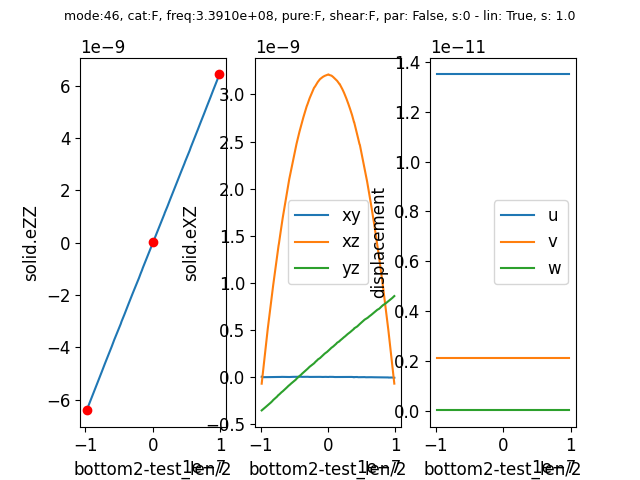 mode:46, cat:F, freq:3.3910e+08, pure:F, shear:F, par: False, s:0 - lin: True, s: 1.0
1e−9
6
4
2
0
−2
−4
−6
−1
0
1
1e−7
solid.eZZ
bottom2-test_len/2
1e−9
3.0
2.5
2.0
1.5
1.0
0.5
0.0
−0.5
−1
0
1
1e−7
solid.eXZ
bottom2-test_len/2
xy
xz
yz
1e−11
1.4
1.2
1.0
0.8
0.6
0.4
0.2
0.0
−1
0
1
1e−7
displacement
bottom2-test_len/2
u
v
w